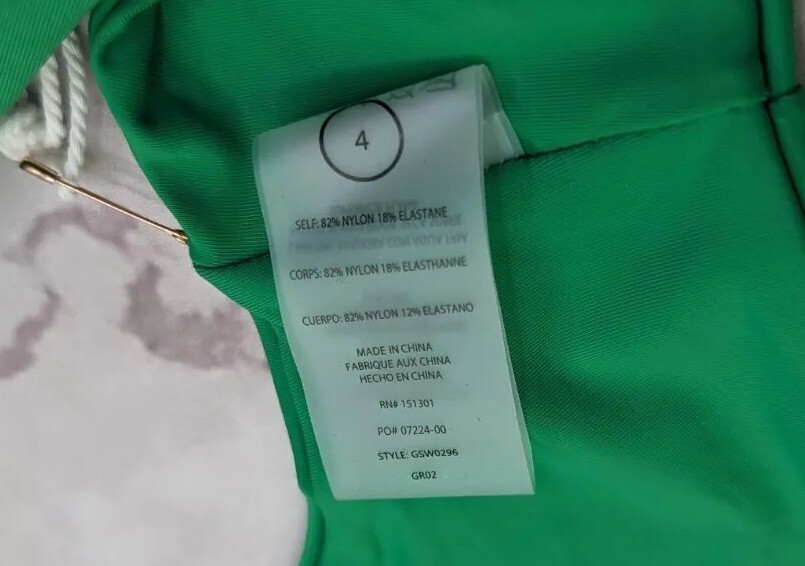 4
SELF: 82% NYLON 18% ELASTANE
CORPS: 82% NYLON 18% ELASTHANNE
CUERPO: 82% NYLON 12% ELASTANO
MADE IN CHINA
FABRIQUE AUX CHINA
HECHO EN CHINA
RN# 151301
PO# 07224-00
STYLE: GSW0296
GR02